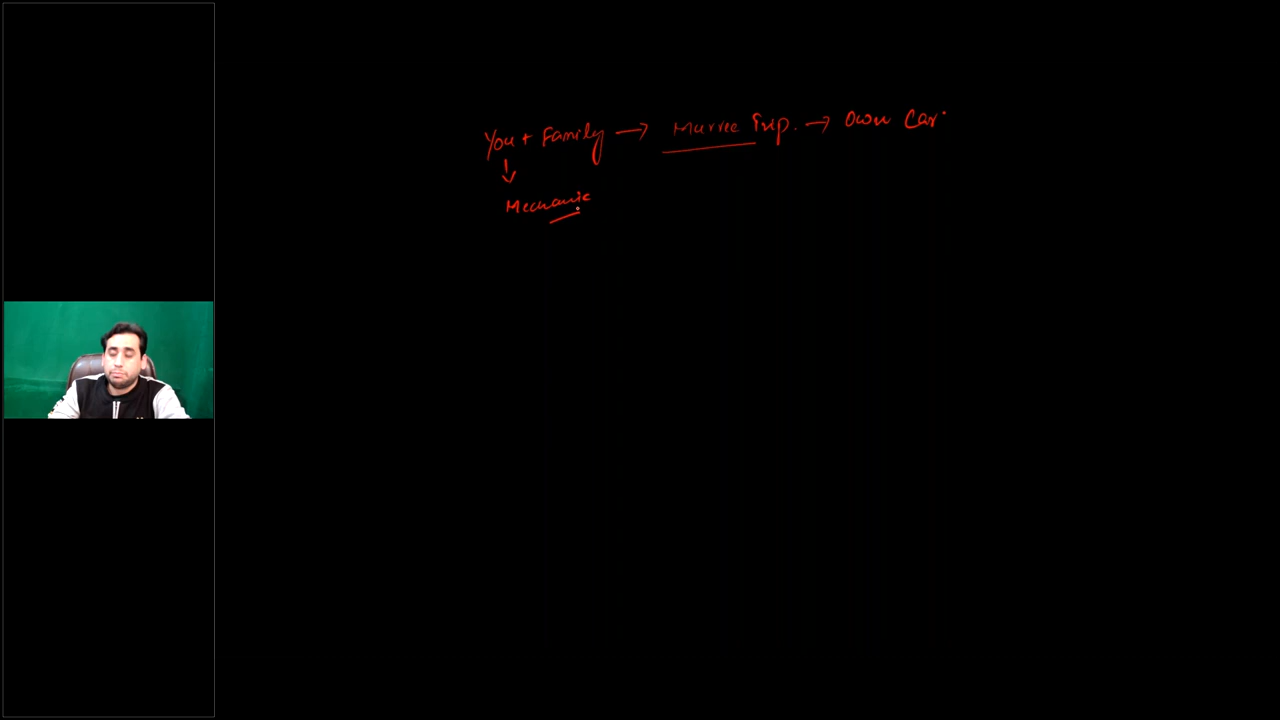 You + Family → Murree Trip. → Own Car.
↓
Mechanic